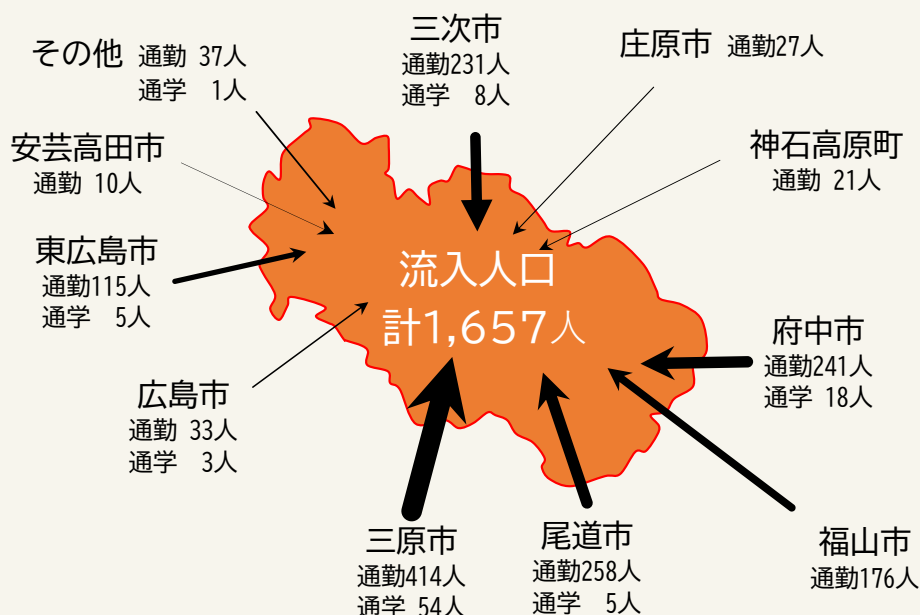 その他 通勤 37人
通学 1人
三次市
通勤231人
通学 8人
庄原市 通勤27人
安芸高田市
通勤 10人
神石高原町
通勤 21人
東広島市
通勤115人
通学 5人
流入人口
計1,657人
府中市
通勤241人
通学 18人
広島市
通勤 33人
通学 3人
三原市
通勤414人
通学 54人
尾道市
通勤258人
通学 5人
福山市
通勤176人